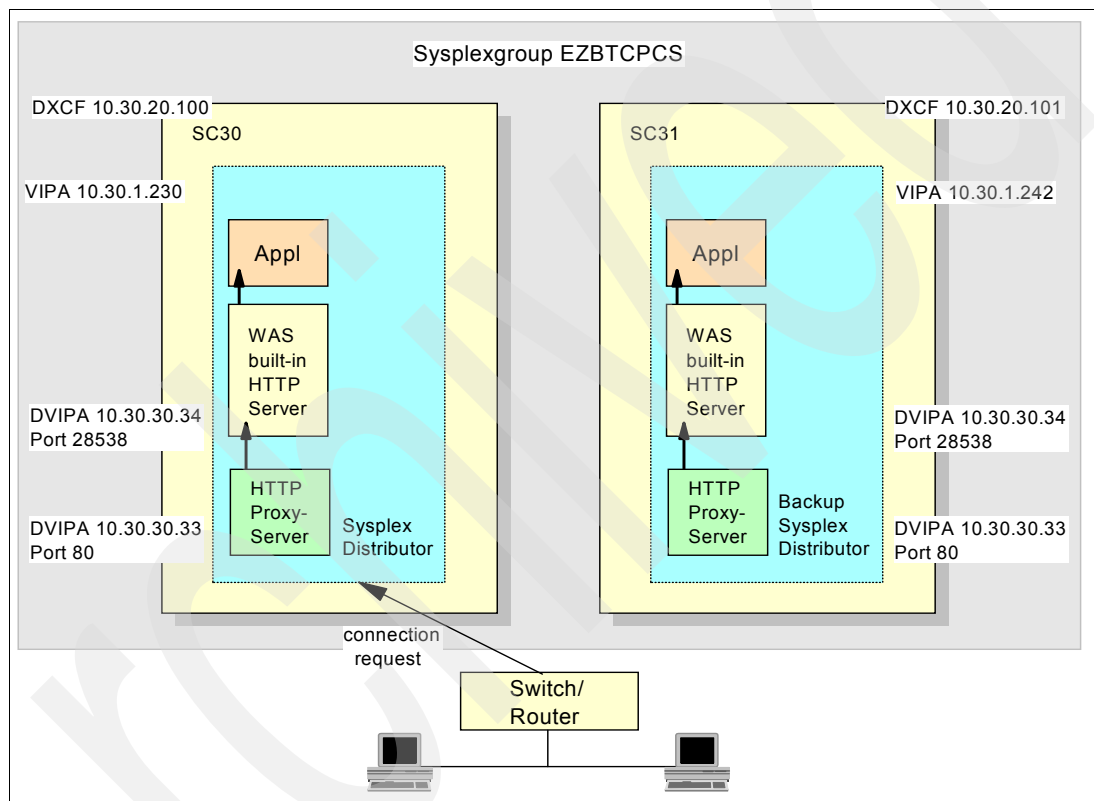 Sysplexgroup EZBTCPCS
DXCF 10.30.20.100
DXCF 10.30.20.101
SC30
SC31
VIPA 10.30.1.230
VIPA 10.30.1.242
Appl
Appl
WAS
built-in
HTTP
Server
WAS
built-in
HTTP
Server
DVIPA 10.30.30.34
Port 28538
DVIPA 10.30.30.34
Port 28538
HTTP
Proxy-
Server
Sysplex
Distributor
HTTP
Proxy-
Server
Backup
Sysplex
Distributor
DVIPA 10.30.30.33
Port 80
DVIPA 10.30.30.33
Port 80
connection
request
Switch/
Router